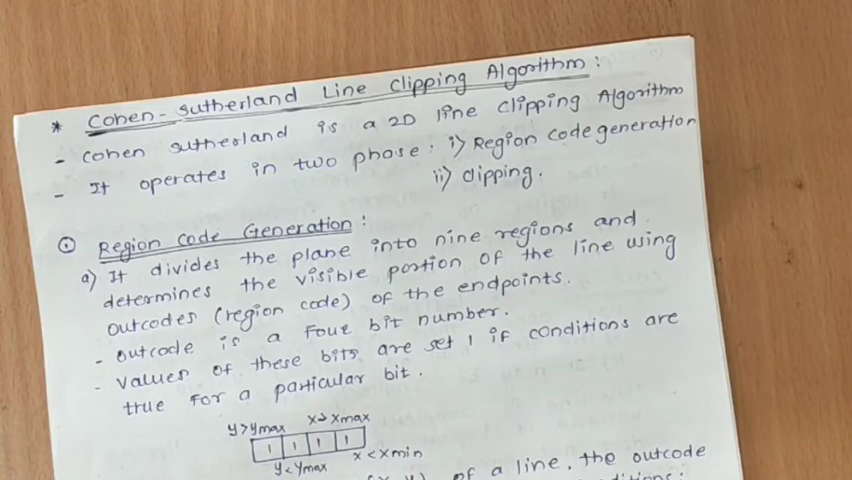 * Cohen-Sutherland Line Clipping Algorithm:
- Cohen Sutherland is a 2D line clipping Algorithm
- It operates in two phase: i) Region code generation
ii) clipping.
① Region Code Generation:
a) It divides the plane into nine regions and
determines the visible portion of the line using
outcodes (region code) of the endpoints.
- outcode is a Foue bit number.
- values of these bits are set 1 if conditions are
true for a particular bit.
y>ymax x>xmax
1 1 1 1
y<ymax x<xmin
of a line, the outcode